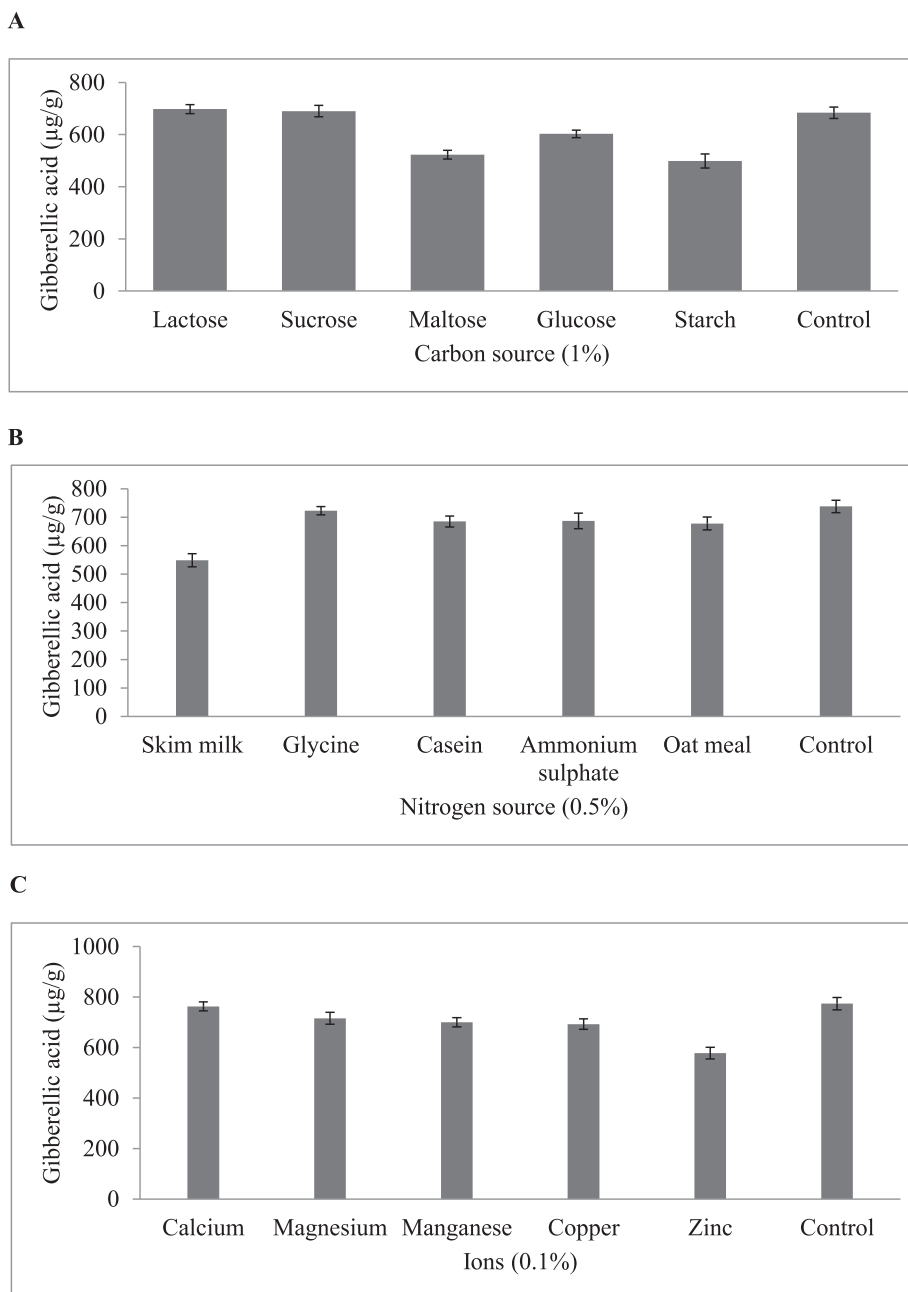 A
Gibberellic acid (µg/g)
800
600
400
200
0
Lactose Sucrose Maltose Glucose Starch Control
Carbon source (1%)
B
Gibberellic acid (µg/g)
800
700
600
500
400
300
200
100
0
Skim milk Glycine Casein Ammonium sulphate Oat meal Control
Nitrogen source (0.5%)
C
Gibberellic acid (µg/g)
1000
800
600
400
200
0
Calcium Magnesium Manganese Copper Zinc Control
Ions (0.1%)